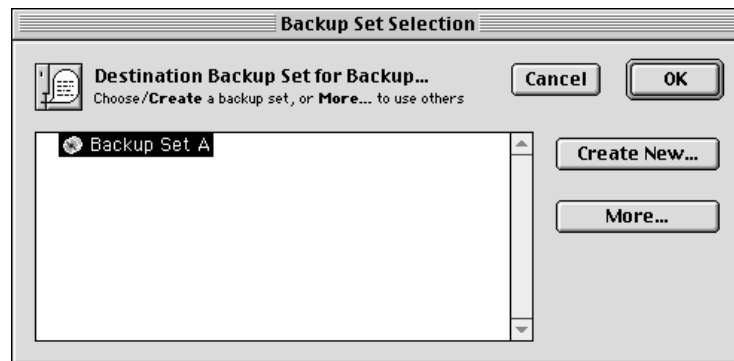 Backup Set Selection
Destination Backup Set for Backup...
Choose/Create a backup set, or More... to use others
Cancel
OK
Backup Set A
Create New...
More...